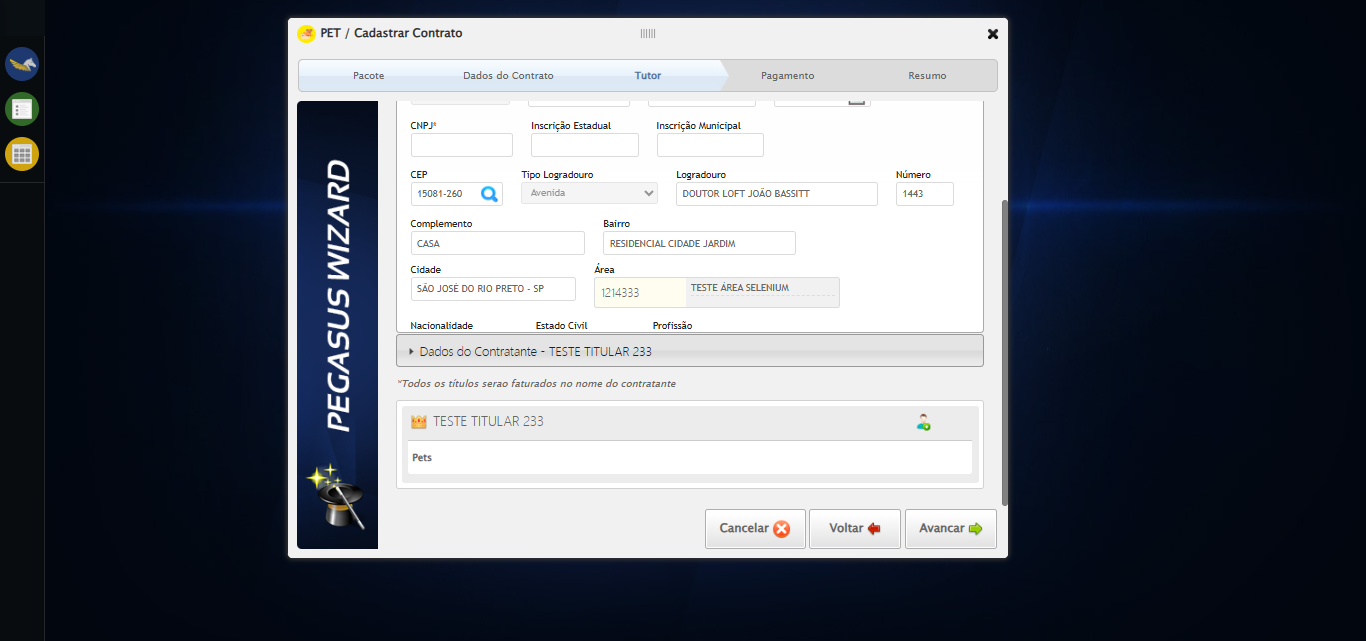 PET / Cadastrar Contrato
Pacote Dados do Contrato Tutor Pagamento Resumo
PEGASUS WIZARD
CNPJ* Inscrição Estadual Inscrição Municipal
CEP Tipo Logradouro Logradouro Número
15081-260 Avenida DOUTOR LOFT JOÃO BASSITT 1443
Complemento Bairro
CASA RESIDENCIAL CIDADE JARDIM
Cidade Área
SÃO JOSÉ DO RIO PRETO - SP 1214333 TESTE ÁREA SELENIUM
Nacionalidade Estado Civil Profissão
Dados do Contratante - TESTE TITULAR 233
*Todos os títulos serao faturados no nome do contratante
TESTE TITULAR 233
Pets
Cancelar Voltar Avancar